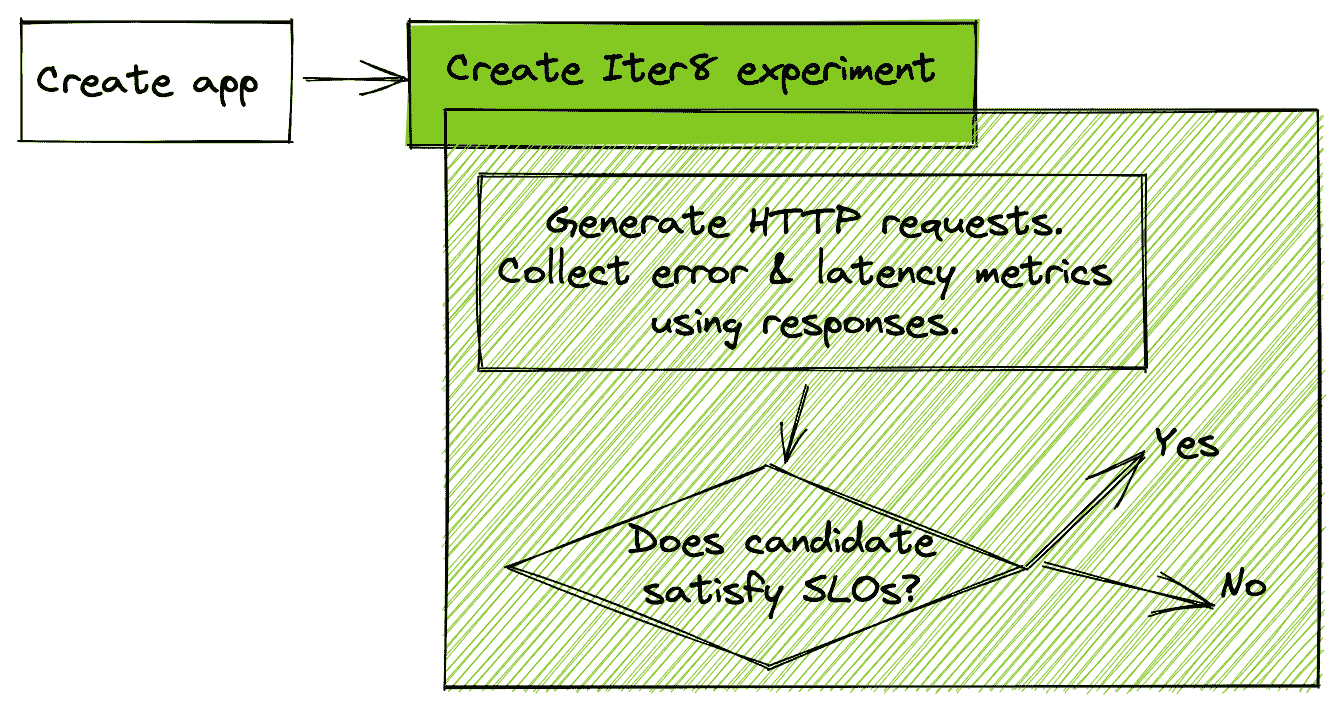 Create app
Create Iter8 experiment
Generate HTTP requests.
Collect error & latency metrics
using responses.
Does candidate
satisfy SLOs?
Yes
No